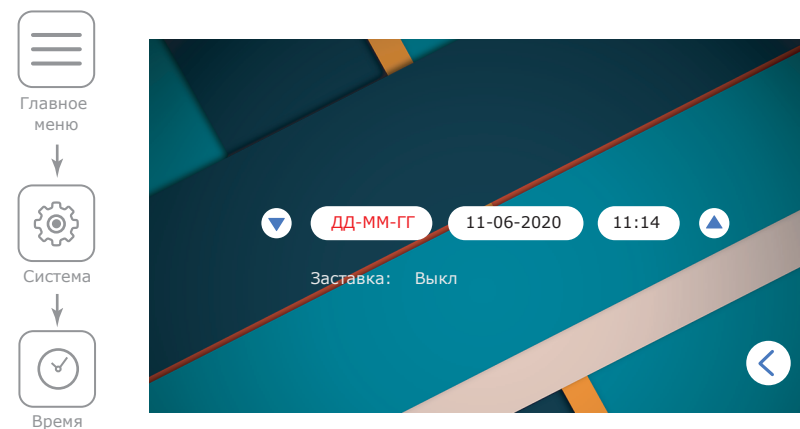 Главное
меню
Система
Время
ДД-ММ-ГГ 11-06-2020 11:14
Заставка: Выкл